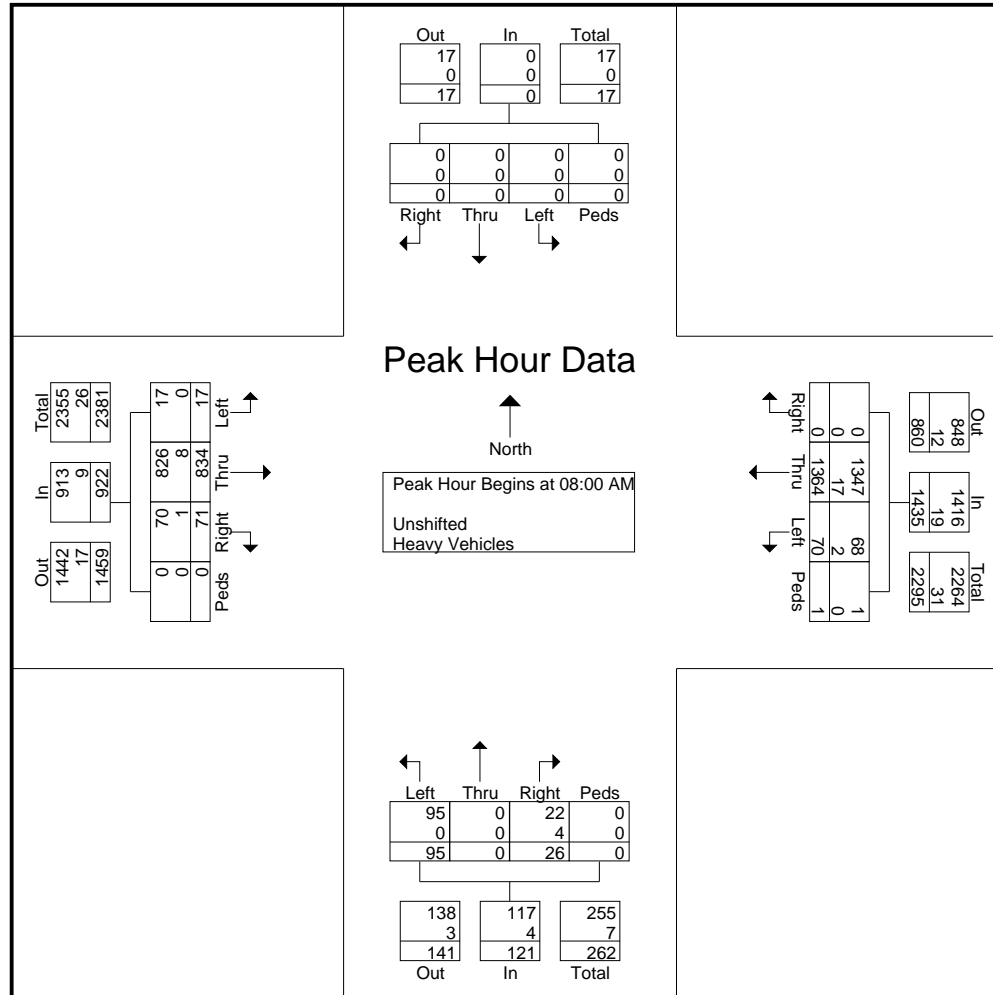 Out In Total
17 0 17
0 0 0
17 0 17
0 0 0 0
0 0 0 0
0 0 0 0
Right Thru Left Peds
Peak Hour Data
North
Peak Hour Begins at 08:00 AM
Unshifted
Heavy Vehicles
Total
2355
26
2381
In
913
9
922
Out
1442
17
1459
17
0
17
Left
826
8
834
Thru
70
1
71
Right
0
0
0
Peds
Right
0
0
0
Thru
1347
17
1364
Left
68
2
70
Peds
1
0
1
Out
848
12
860
In
1416
19
1435
Total
2264
31
2295
Left Thru Right Peds
95 0 22 0
0 0 4 0
95 0 26 0
138 117 255
3 4 7
141 121 262
Out In Total